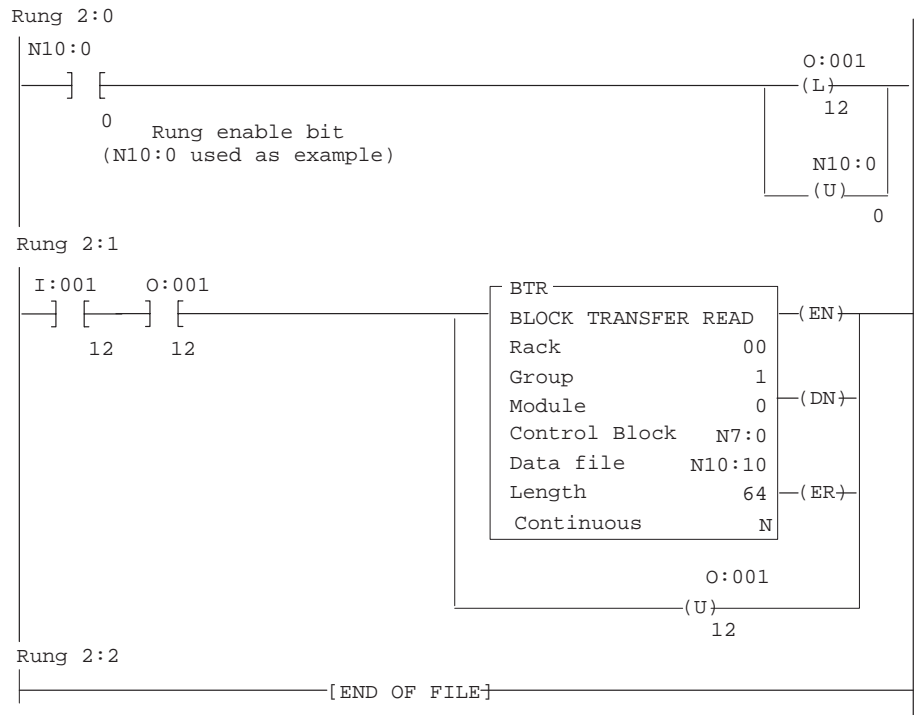 Rung 2:0
N10:0
O:001
] [
(L)
12
0
Rung enable bit
(N10:0 used as example)
N10:0
(U)
0
Rung 2:1
I:001 O:001
] [ ] [
12 12
BTR
BLOCK TRANSFER READ (EN)
Rack 00
Group 1
Module 0 (DN)
Control Block N7:0
Data file N10:10
Length 64 (ER)
Continuous N
O:001
(U)
12
Rung 2:2
[END OF FILE]